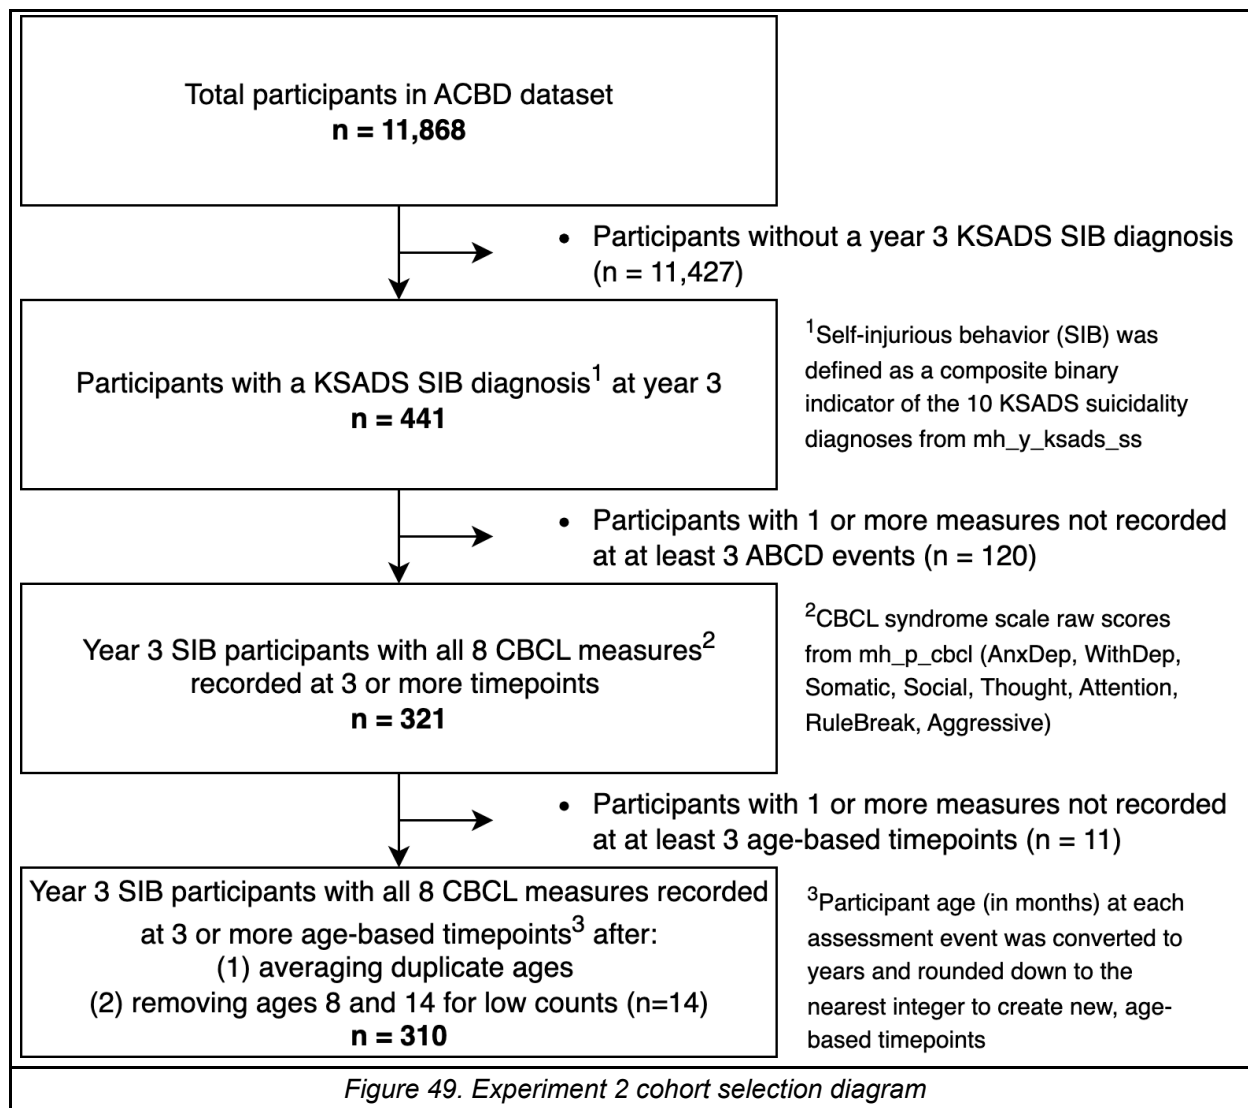 Total participants in ACBD dataset
n = 11,868
• Participants without a year 3 KSADS SIB diagnosis
(n = 11,427)
Participants with a KSADS SIB diagnosis¹ at year 3
n = 441
¹Self-injurious behavior (SIB) was
defined as a composite binary
indicator of the 10 KSADS suicidality
diagnoses from mh_y_ksads_ss
• Participants with 1 or more measures not recorded
at at least 3 ABCD events (n = 120)
Year 3 SIB participants with all 8 CBCL measures²
recorded at 3 or more timepoints
n = 321
²CBCL syndrome scale raw scores
from mh_p_cbcl (AnxDep, WithDep,
Somatic, Social, Thought, Attention,
RuleBreak, Aggressive)
• Participants with 1 or more measures not recorded
at at least 3 age-based timepoints (n = 11)
Year 3 SIB participants with all 8 CBCL measures recorded
at 3 or more age-based timepoints³ after:
(1) averaging duplicate ages
(2) removing ages 8 and 14 for low counts (n=14)
n = 310
³Participant age (in months) at each
assessment event was converted to
years and rounded down to the
nearest integer to create new, age-
based timepoints
Figure 49. Experiment 2 cohort selection diagram